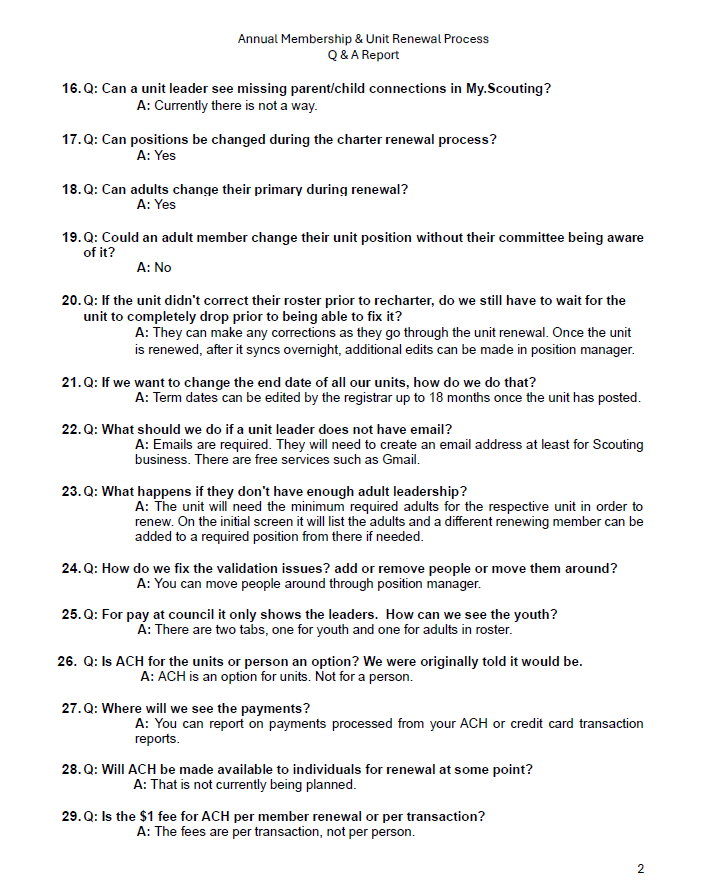 Annual Membership & Unit Renewal Process
Q & A Report
16. Q: Can a unit leader see missing parent/child connections in My.Scouting?
A: Currently there is not a way.
17. Q: Can positions be changed during the charter renewal process?
A: Yes
18. Q: Can adults change their primary during renewal?
A: Yes
19. Q: Could an adult member change their unit position without their committee being aware
of it?
A: No
20. Q: If the unit didn't correct their roster prior to recharter, do we still have to wait for the
unit to completely drop prior to being able to fix it?
A: They can make any corrections as they go through the unit renewal. Once the unit
is renewed, after it syncs overnight, additional edits can be made in position manager.
21. Q: If we want to change the end date of all our units, how do we do that?
A: Term dates can be edited by the registrar up to 18 months once the unit has posted.
22. Q: What should we do if a unit leader does not have email?
A: Emails are required. They will need to create an email address at least for Scouting
business. There are free services such as Gmail.
23. Q: What happens if they don't have enough adult leadership?
A: The unit will need the minimum required adults for the respective unit in order to
renew. On the initial screen it will list the adults and a different renewing member can be
added to a required position from there if needed.
24. Q: How do we fix the validation issues? add or remove people or move them around?
A: You can move people around through position manager.
25. Q: For pay at council it only shows the leaders. How can we see the youth?
A: There are two tabs, one for youth and one for adults in roster.
26. Q: Is ACH for the units or person an option? We were originally told it would be.
A: ACH is an option for units. Not for a person.
27. Q: Where will we see the payments?
A: You can report on payments processed from your ACH or credit card transaction
reports.
28. Q: Will ACH be made available to individuals for renewal at some point?
A: That is not currently being planned.
29. Q: Is the $1 fee for ACH per member renewal or per transaction?
A: The fees are per transaction, not per person.
2